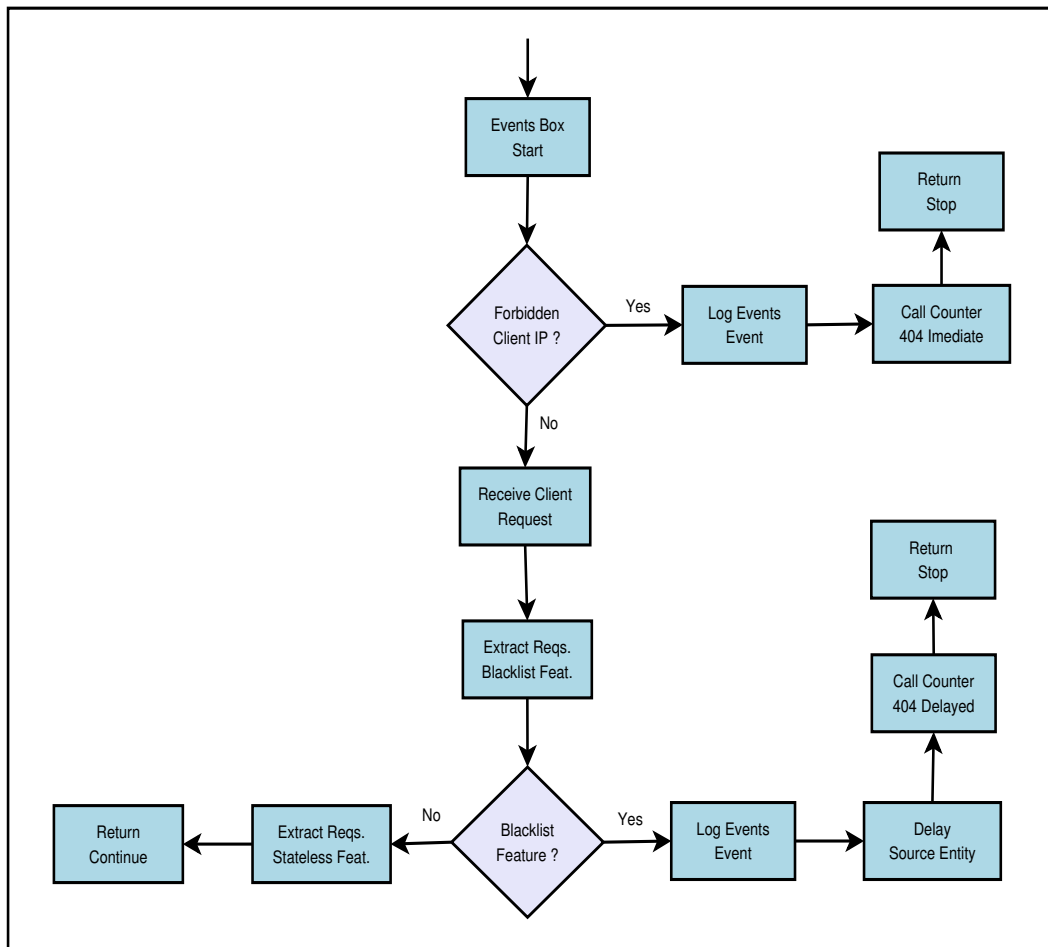 Events Box
Start
Return
Stop
Forbidden
Client IP ?
Yes
Log Events
Event
Call Counter
404 Imediate
No
Receive Client
Request
Return
Stop
Extract Reqs.
Blacklist Feat.
Call Counter
404 Delayed
Return
Continue
Extract Reqs.
Stateless Feat.
No
Blacklist
Feature ?
Yes
Log Events
Event
Delay
Source Entity